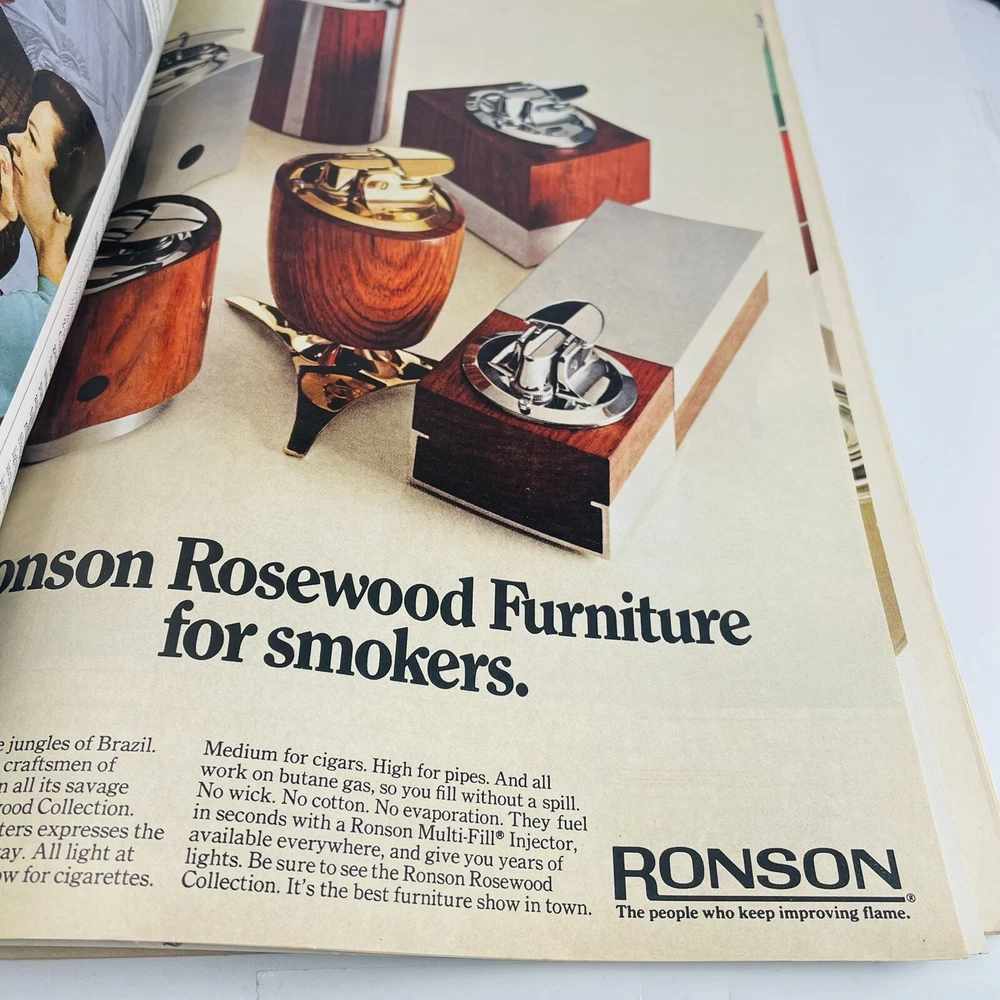 Ronson Rosewood Furniture
for smokers.
jungles of Brazil.
craftsmen of
all its savage
Collection.
expresses the
All light at
for cigarettes.
Medium for cigars. High for pipes. And all
work on butane gas, so you fill without a spill.
No wick. No cotton. No evaporation. They fuel
in seconds with a Ronson Multi-Fill® Injector,
available everywhere, and give you years of
lights. Be sure to see the Ronson Rosewood
Collection. It's the best furniture show in town.
RONSON®
The people who keep improving flame.